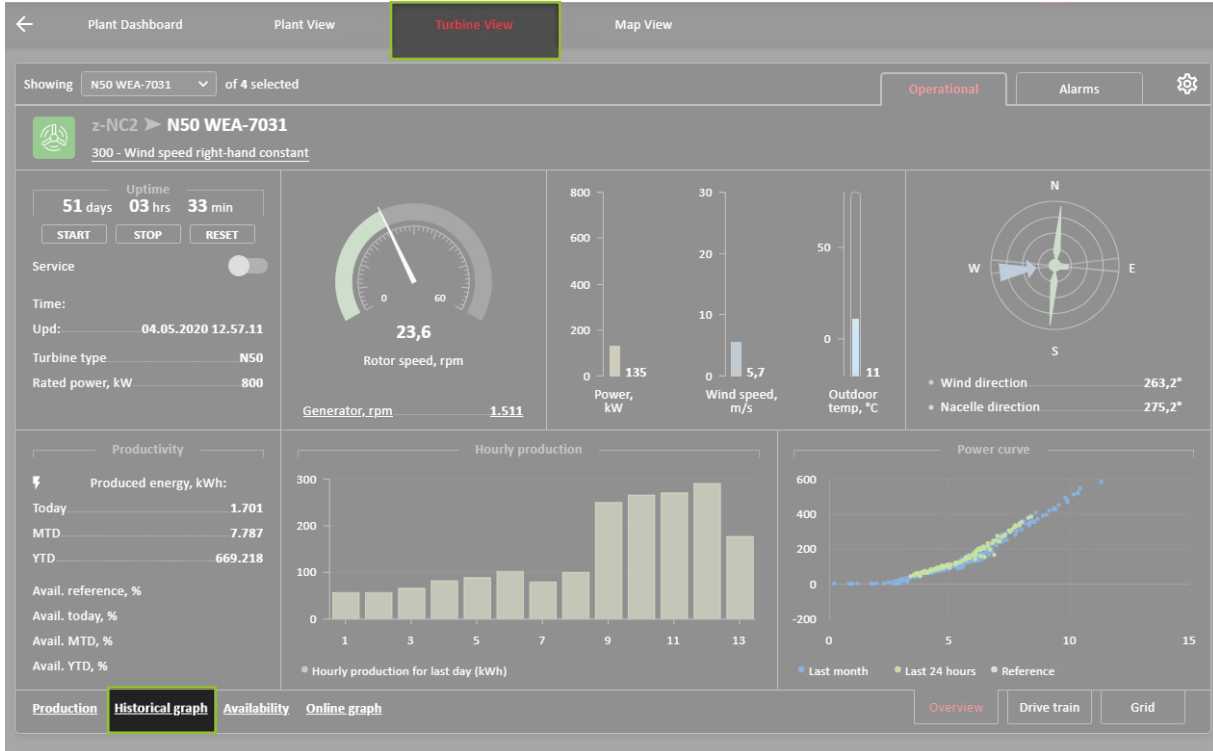 Plant Dashboard Plant View Turbine View Map View
Showing N50 WEA-7031 of 4 selected
Operational Alarms
z-NC2 ➤ N50 WEA-7031
300 - Wind speed right-hand constant
Uptime
51 days 03 hrs 33 min
START STOP RESET
Service
Time:
Upd: 04.05.2020 12.57.11
Turbine type N50
Rated power, kW 800
0 60
23,6
Rotor speed, rpm
Generator, rpm 1.511
800
600
400
200
0
135
Power,
kW
30
20
10
0
5,7
Wind speed,
m/s
50
0
11
Outdoor
temp, °C
N
W E
S
Wind direction 263,2°
Nacelle direction 275,2°
Productivity
Produced energy, kWh:
Today 1.701
MTD 7.787
YTD 669.218
Avail. reference, %
Avail. today, %
Avail. MTD, %
Avail. YTD, %
Hourly production
300
200
100
0
1 3 5 7 9 11 13
Hourly production for last day (kWh)
Power curve
600
400
200
0
-200
0 5 10 15
Last month Last 24 hours Reference
Production Historical graph Availability Online graph
Overview Drive train Grid